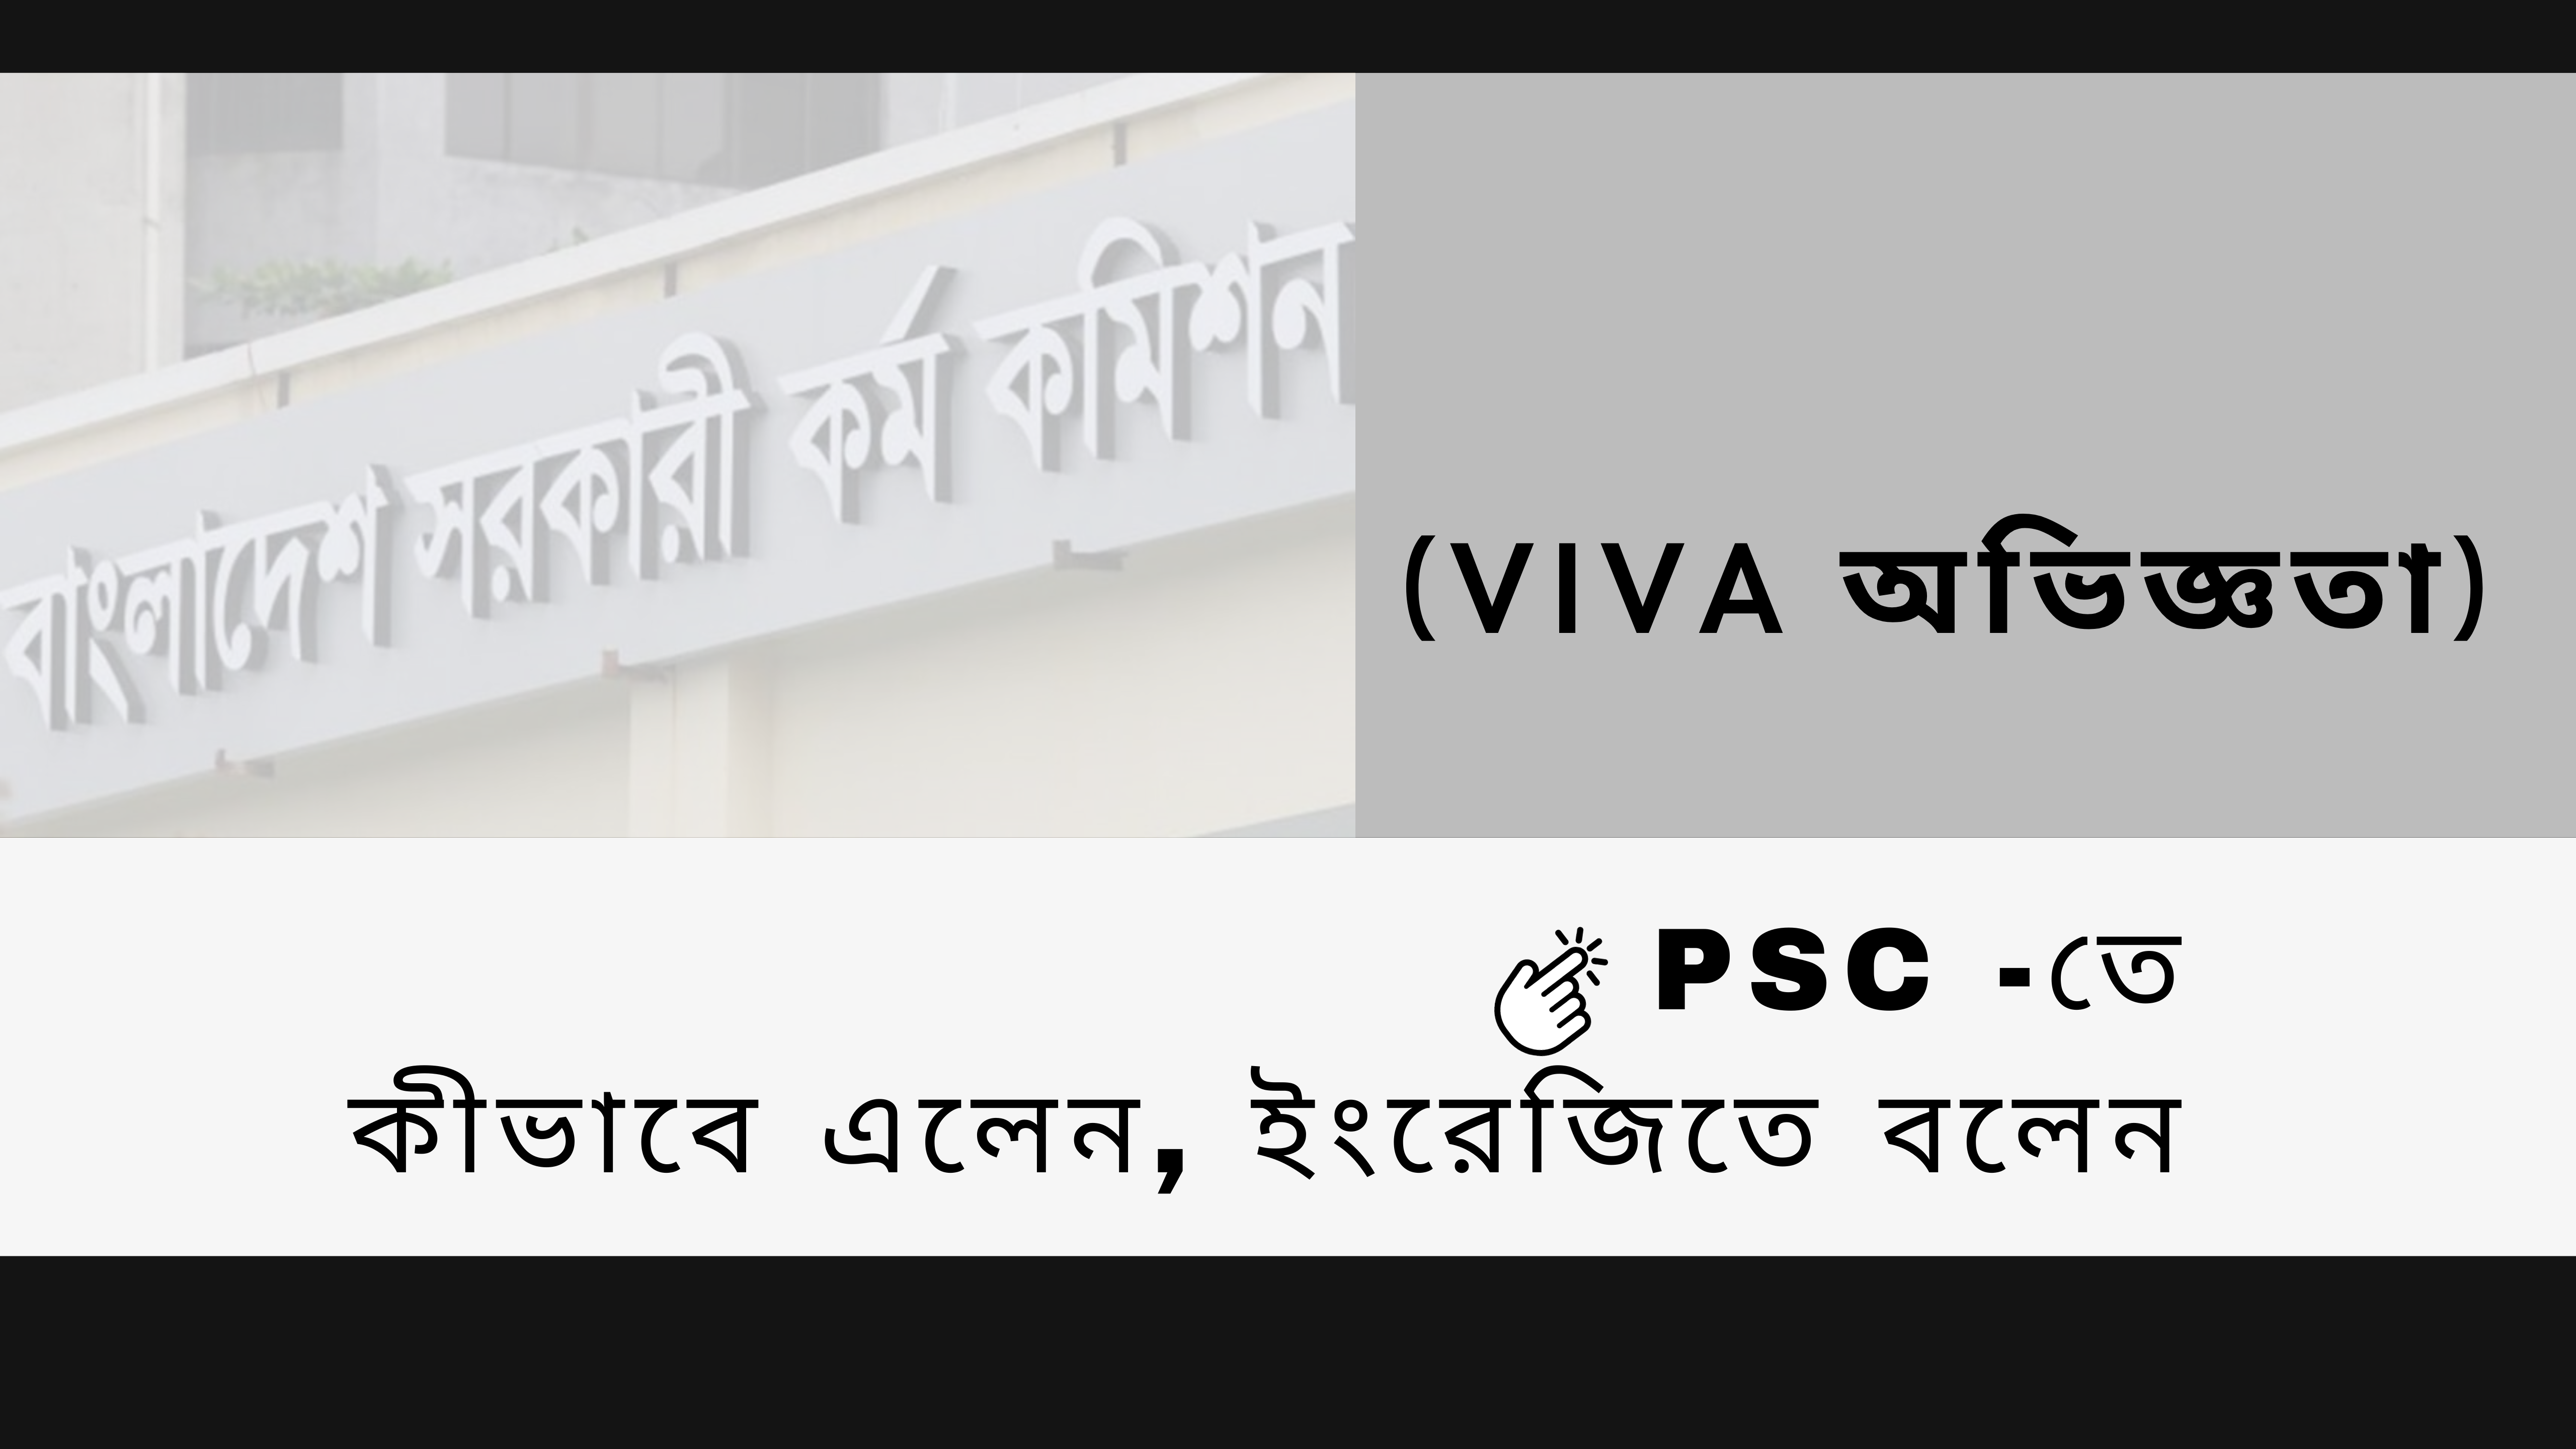 বাংলাদেশ সরকারী কর্ম কমিশন
(VIVA অভিজ্ঞতা)
PSC -তে
কীভাবে এলেন, ইংরেজিতে বলেন